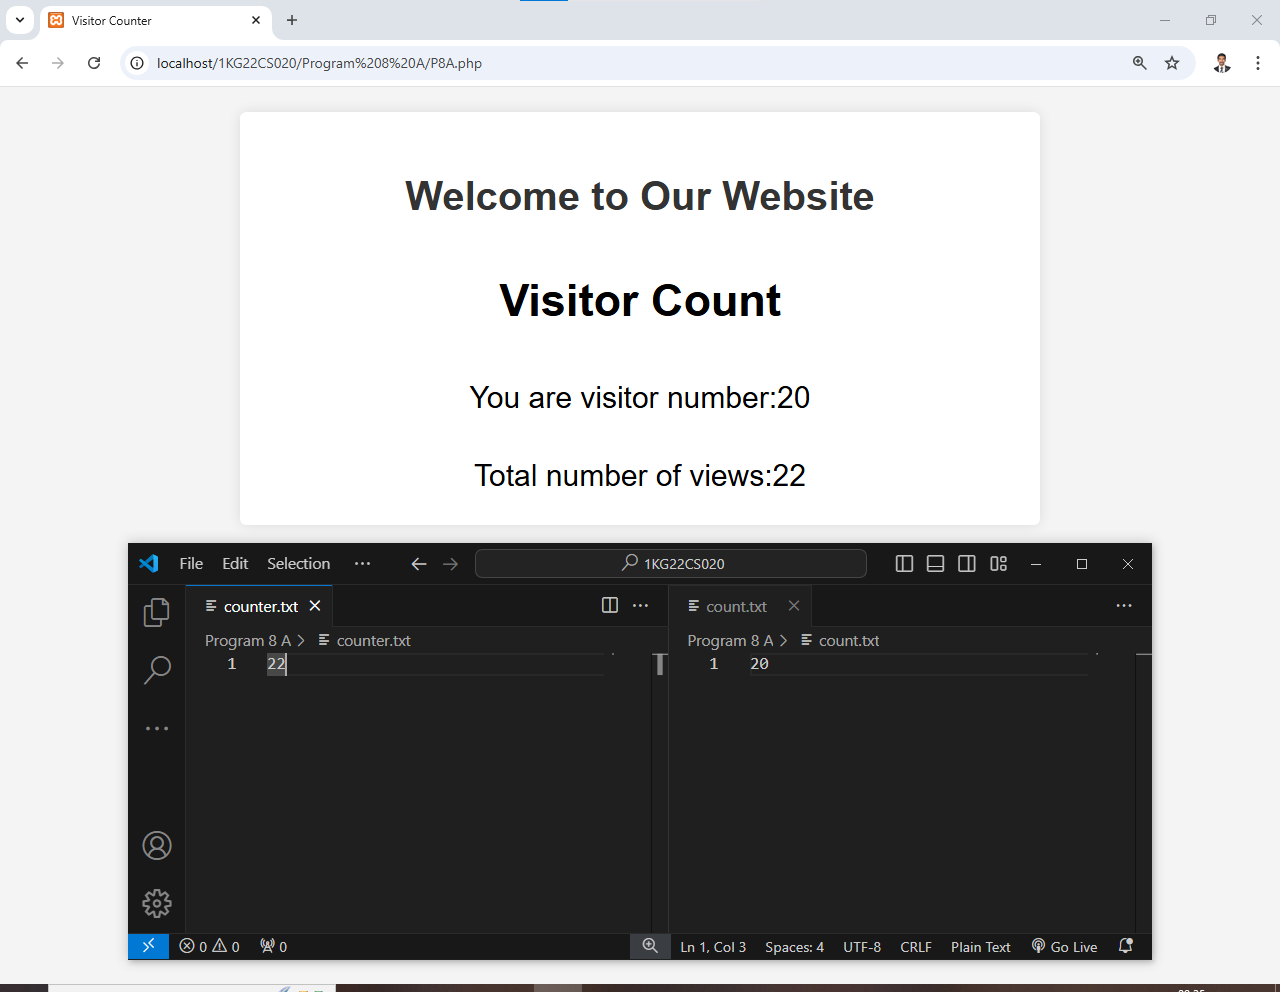 Visitor Counter
localhost/1KG22CS020/Program%208%20A/P8A.php
Welcome to Our Website
Visitor Count
You are visitor number:20
Total number of views:22
File Edit Selection ··· 1KG22CS020
counter.txt
count.txt
Program 8 A > counter.txt
Program 8 A > count.txt
1 22
1 20
0 0 0 Ln 1, Col 3 Spaces: 4 UTF-8 CRLF Plain Text Go Live